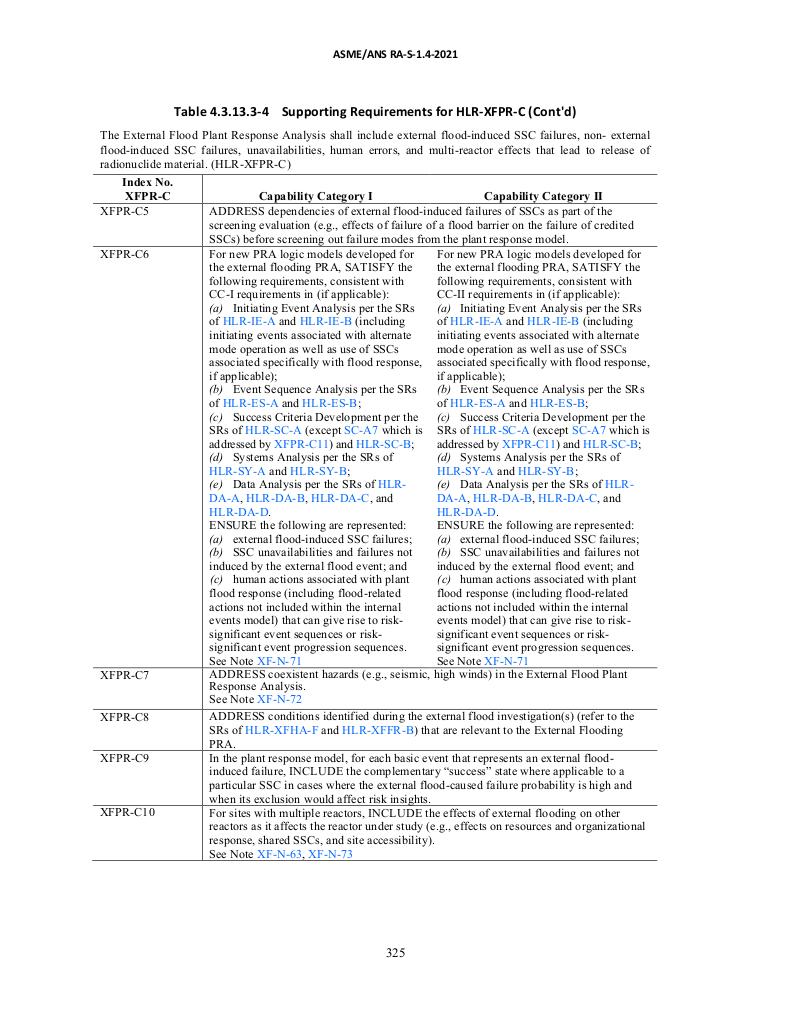 ASME/ANS RA-S-1.4-2021
Table 4.3.13.3-4 Supporting Requirements for HLR-XFPR-C (Cont'd)
The External Flood Plant Response Analysis shall include external flood-induced SSC failures, non- external
flood-induced SSC failures, unavailabilities, human errors, and multi-reactor effects that lead to release of
radionuclide material. (HLR-XFPR-C)
Index No.
XFPR-C
Capability Category I
Capability Category II
XFPR-C5
ADDRESS dependencies of external flood-induced failures of SSCs as part of the
screening evaluation (e.g., effects of failure of a flood barrier on the failure of credited
SSCs) before screening out failure modes from the plant response model.
XFPR-C6
For new PRA logic models developed for
the external flooding PRA, SATISFY the
following requirements, consistent with
CC-I requirements in (if applicable):
(a) Initiating Event Analysis per the SRs
of HLR-IE-A and HLR-IE-B (including
initiating events associated with alternate
mode operation as well as use of SSCs
associated specifically with flood response,
if applicable);
(b) Event Sequence Analysis per the SRs
of HLR-ES-A and HLR-ES-B;
(c) Success Criteria Development per the
SRs of HLR-SC-A (except SC-A7 which is
addressed by XFPR-C11) and HLR-SC-B;
(d) Systems Analysis per the SRs of
HLR-SY-A and HLR-SY-B;
(e) Data Analysis per the SRs of HLR-
DA-A, HLR-DA-B, HLR-DA-C, and
HLR-DA-D.
ENSURE the following are represented:
(a) external flood-induced SSC failures;
(b) SSC unavailabilities and failures not
induced by the external flood event; and
(c) human actions associated with plant
flood response (including flood-related
actions not included within the internal
events model) that can give rise to risk-
significant event sequences or risk-
significant event progression sequences.
See Note XF-N-71
For new PRA logic models developed for
the external flooding PRA, SATISFY the
following requirements, consistent with
CC-II requirements in (if applicable):
(a) Initiating Event Analysis per the SRs
of HLR-IE-A and HLR-IE-B (including
initiating events associated with alternate
mode operation as well as use of SSCs
associated specifically with flood response,
if applicable);
(b) Event Sequence Analysis per the SRs
of HLR-ES-A and HLR-ES-B;
(c) Success Criteria Development per the
SRs of HLR-SC-A (except SC-A7 which is
addressed by XFPR-C11) and HLR-SC-B;
(d) Systems Analysis per the SRs of
HLR-SY-A and HLR-SY-B;
(e) Data Analysis per the SRs of HLR-
DA-A, HLR-DA-B, HLR-DA-C, and
HLR-DA-D.
ENSURE the following are represented:
(a) external flood-induced SSC failures;
(b) SSC unavailabilities and failures not
induced by the external flood event; and
(c) human actions associated with plant
flood response (including flood-related
actions not included within the internal
events model) that can give rise to risk-
significant event sequences or risk-
significant event progression sequences.
See Note XF-N-71
XFPR-C7
ADDRESS coexistent hazards (e.g., seismic, high winds) in the External Flood Plant
Response Analysis.
See Note XF-N-72
XFPR-C8
ADDRESS conditions identified during the external flood investigation(s) (refer to the
SRs of HLR-XFHA-F and HLR-XFFR-B) that are relevant to the External Flooding
PRA.
XFPR-C9
In the plant response model, for each basic event that represents an external flood-
induced failure, INCLUDE the complementary “success” state where applicable to a
particular SSC in cases where the external flood-caused failure probability is high and
when its exclusion would affect risk insights.
XFPR-C10
For sites with multiple reactors, INCLUDE the effects of external flooding on other
reactors as it affects the reactor under study (e.g., effects on resources and organizational
response, shared SSCs, and site accessibility).
See Note XF-N-63, XF-N-73
325